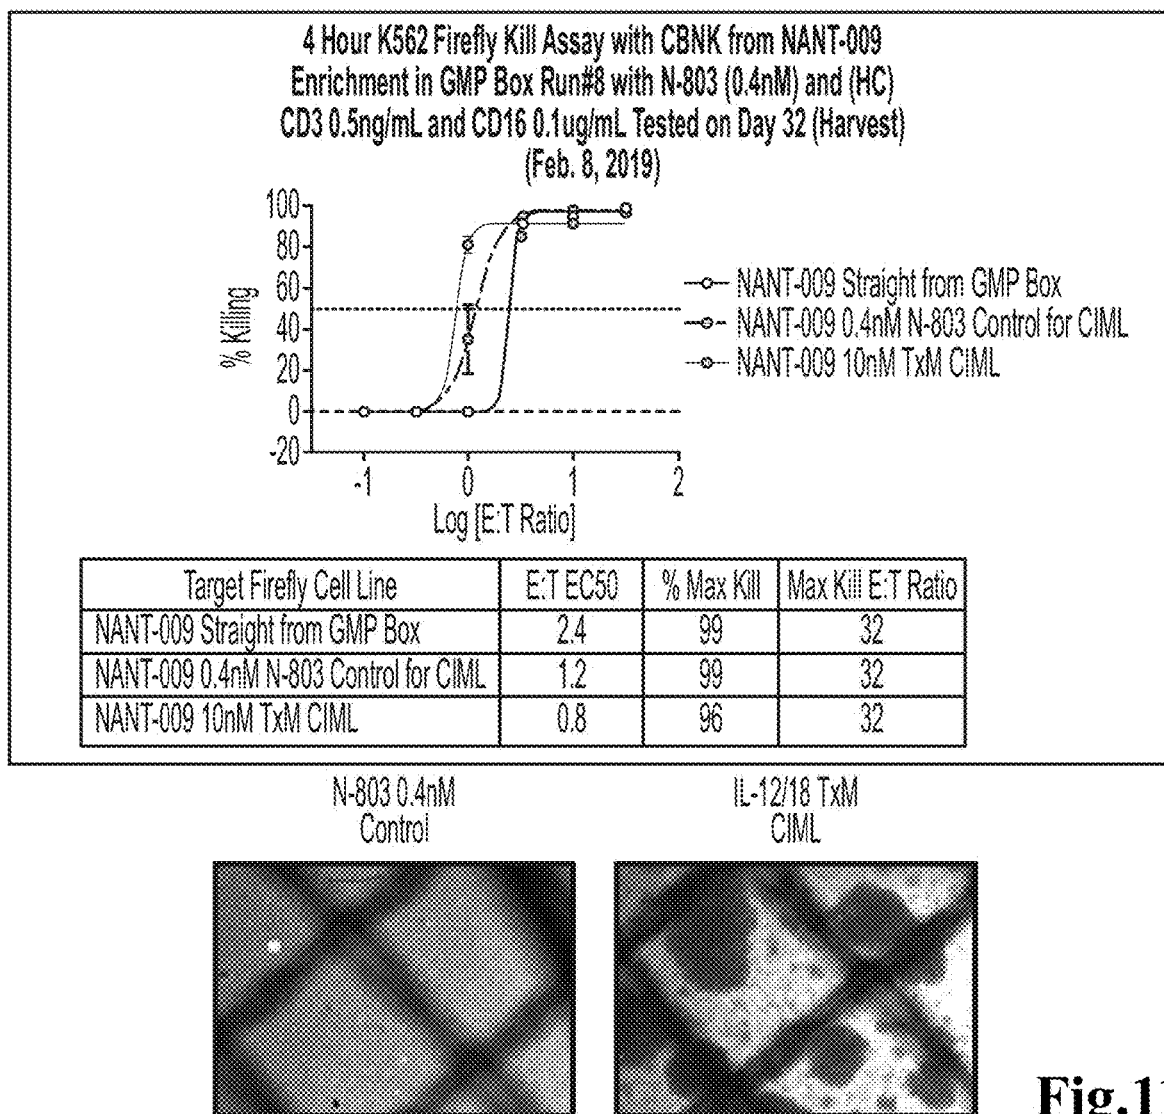 4 Hour K562 Firefly Kill Assay with CBNK from NANT-009
Enrichment in GMP Box Run#8 with N-803 (0.4nM) and (HC)
CD3 0.5ng/mL and CD16 0.1ug/mL Tested on Day 32 (Harvest)
(Feb. 8, 2019)
% Killing
100
80
60
40
20
0
-20
-1 0 1 2
Log [E:T Ratio]
NANT-009 Straight from GMP Box
NANT-009 0.4nM N-803 Control for CIML
NANT-009 10nM TxM CIML
Target Firefly Cell Line E:T EC50 % Max Kill Max Kill E:T Ratio
NANT-009 Straight from GMP Box 2.4 99 32
NANT-009 0.4nM N-803 Control for CIML 1.2 99 32
NANT-009 10nM TxM CIML 0.8 96 32
N-803 0.4nM
Control
IL-12/18 TxM
CIML